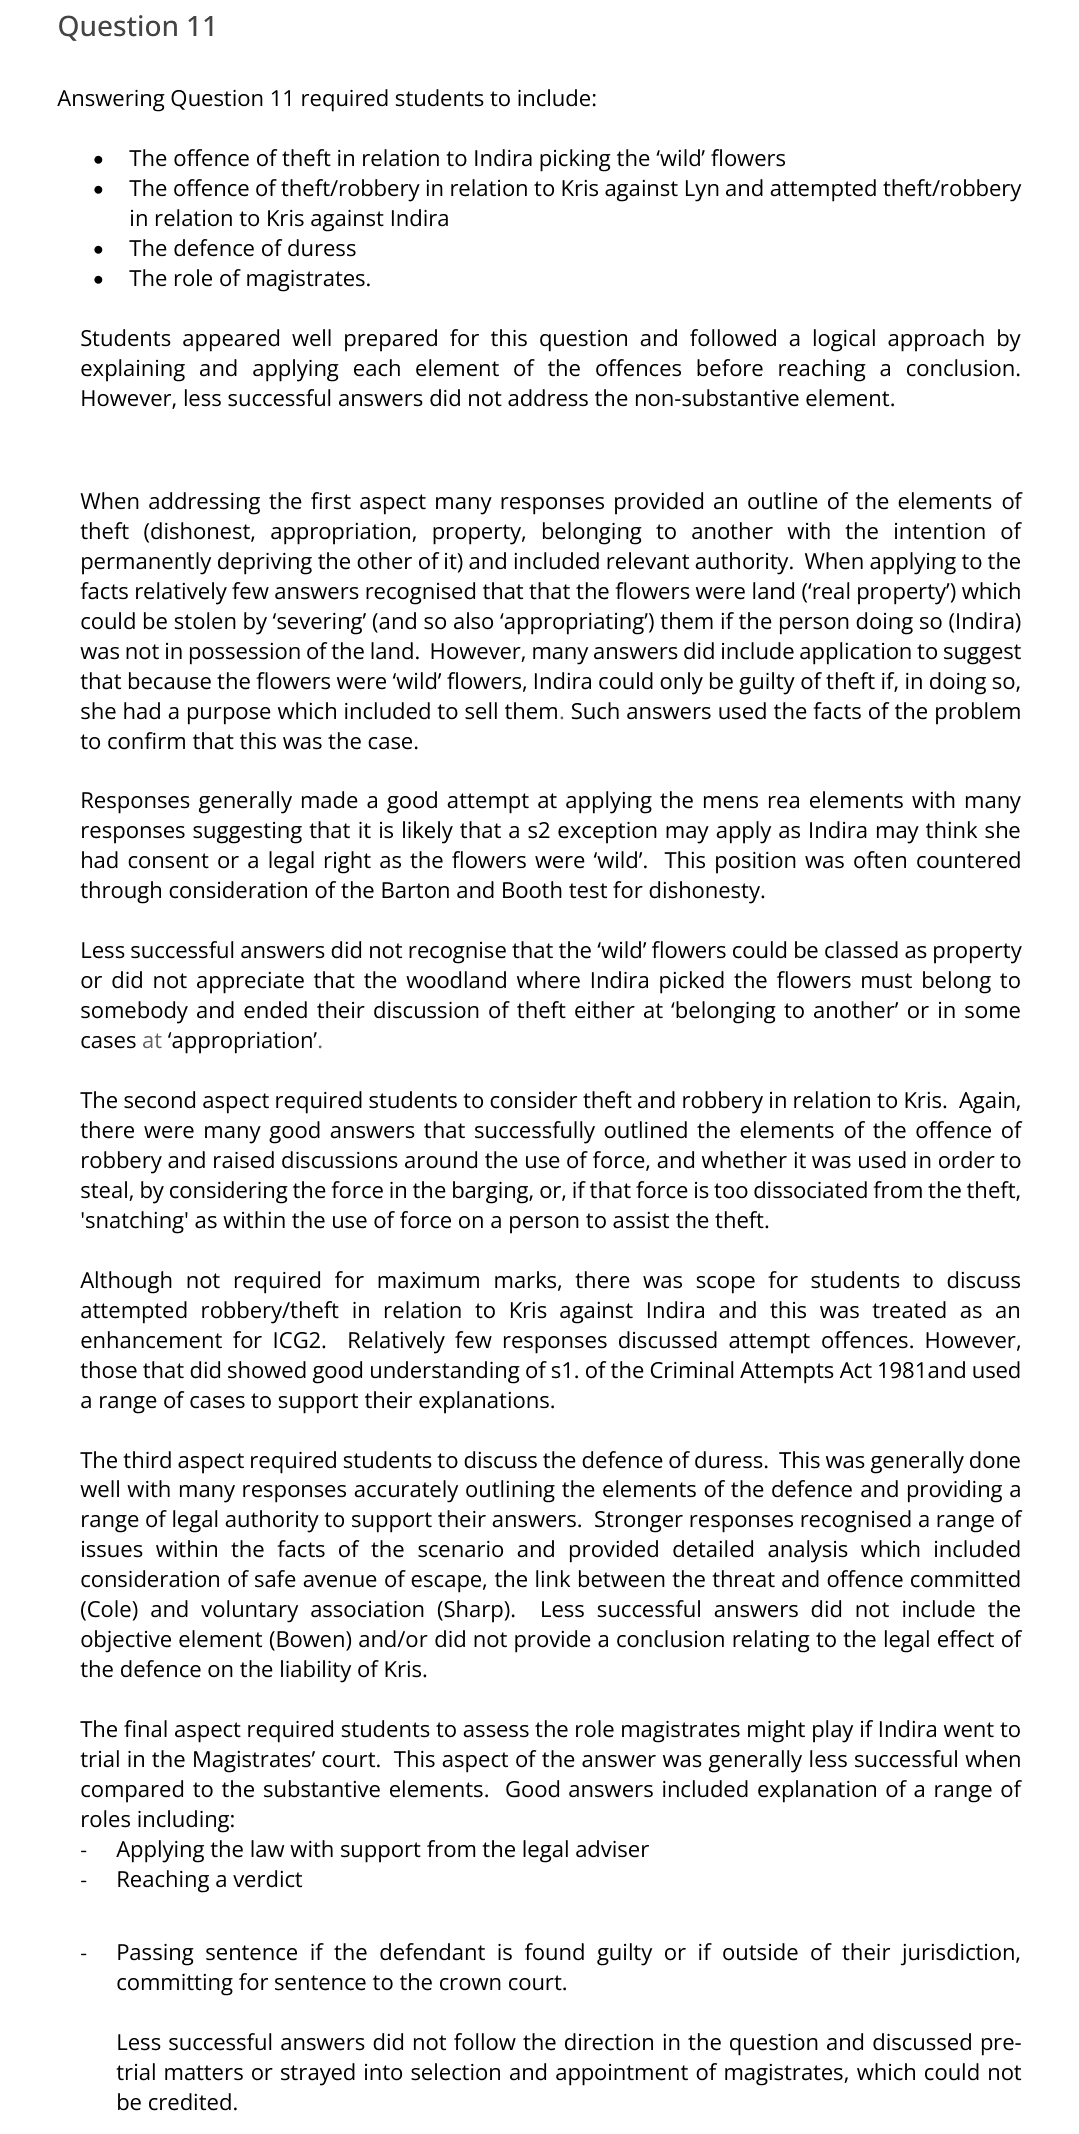 Question 11
Answering Question 11 required students to include:
• The offence of theft in relation to Indira picking the ‘wild’ flowers
• The offence of theft/robbery in relation to Kris against Lyn and attempted theft/robbery
in relation to Kris against Indira
• The defence of duress
• The role of magistrates.
Students appeared well prepared for this question and followed a logical approach by
explaining and applying each element of the offences before reaching a conclusion.
However, less successful answers did not address the non-substantive element.
When addressing the first aspect many responses provided an outline of the elements of
theft (dishonest, appropriation, property, belonging to another with the intention of
permanently depriving the other of it) and included relevant authority. When applying to the
facts relatively few answers recognised that that the flowers were land (‘real property’) which
could be stolen by ‘severing’ (and so also ‘appropriating’) them if the person doing so (Indira)
was not in possession of the land. However, many answers did include application to suggest
that because the flowers were ‘wild’ flowers, Indira could only be guilty of theft if, in doing so,
she had a purpose which included to sell them. Such answers used the facts of the problem
to confirm that this was the case.
Responses generally made a good attempt at applying the mens rea elements with many
responses suggesting that it is likely that a s2 exception may apply as Indira may think she
had consent or a legal right as the flowers were ‘wild’. This position was often countered
through consideration of the Barton and Booth test for dishonesty.
Less successful answers did not recognise that the ‘wild’ flowers could be classed as property
or did not appreciate that the woodland where Indira picked the flowers must belong to
somebody and ended their discussion of theft either at ‘belonging to another’ or in some
cases at ‘appropriation’.
The second aspect required students to consider theft and robbery in relation to Kris. Again,
there were many good answers that successfully outlined the elements of the offence of
robbery and raised discussions around the use of force, and whether it was used in order to
steal, by considering the force in the barging, or, if that force is too dissociated from the theft,
'snatching' as within the use of force on a person to assist the theft.
Although not required for maximum marks, there was scope for students to discuss
attempted robbery/theft in relation to Kris against Indira and this was treated as an
enhancement for ICG2. Relatively few responses discussed attempt offences. However,
those that did showed good understanding of s1. of the Criminal Attempts Act 1981and used
a range of cases to support their explanations.
The third aspect required students to discuss the defence of duress. This was generally done
well with many responses accurately outlining the elements of the defence and providing a
range of legal authority to support their answers. Stronger responses recognised a range of
issues within the facts of the scenario and provided detailed analysis which included
consideration of safe avenue of escape, the link between the threat and offence committed
(Cole) and voluntary association (Sharp). Less successful answers did not include the
objective element (Bowen) and/or did not provide a conclusion relating to the legal effect of
the defence on the liability of Kris.
The final aspect required students to assess the role magistrates might play if Indira went to
trial in the Magistrates’ court. This aspect of the answer was generally less successful when
compared to the substantive elements. Good answers included explanation of a range of
roles including:
- Applying the law with support from the legal adviser
- Reaching a verdict
- Passing sentence if the defendant is found guilty or if outside of their jurisdiction,
committing for sentence to the crown court.
Less successful answers did not follow the direction in the question and discussed pre-
trial matters or strayed into selection and appointment of magistrates, which could not
be credited.